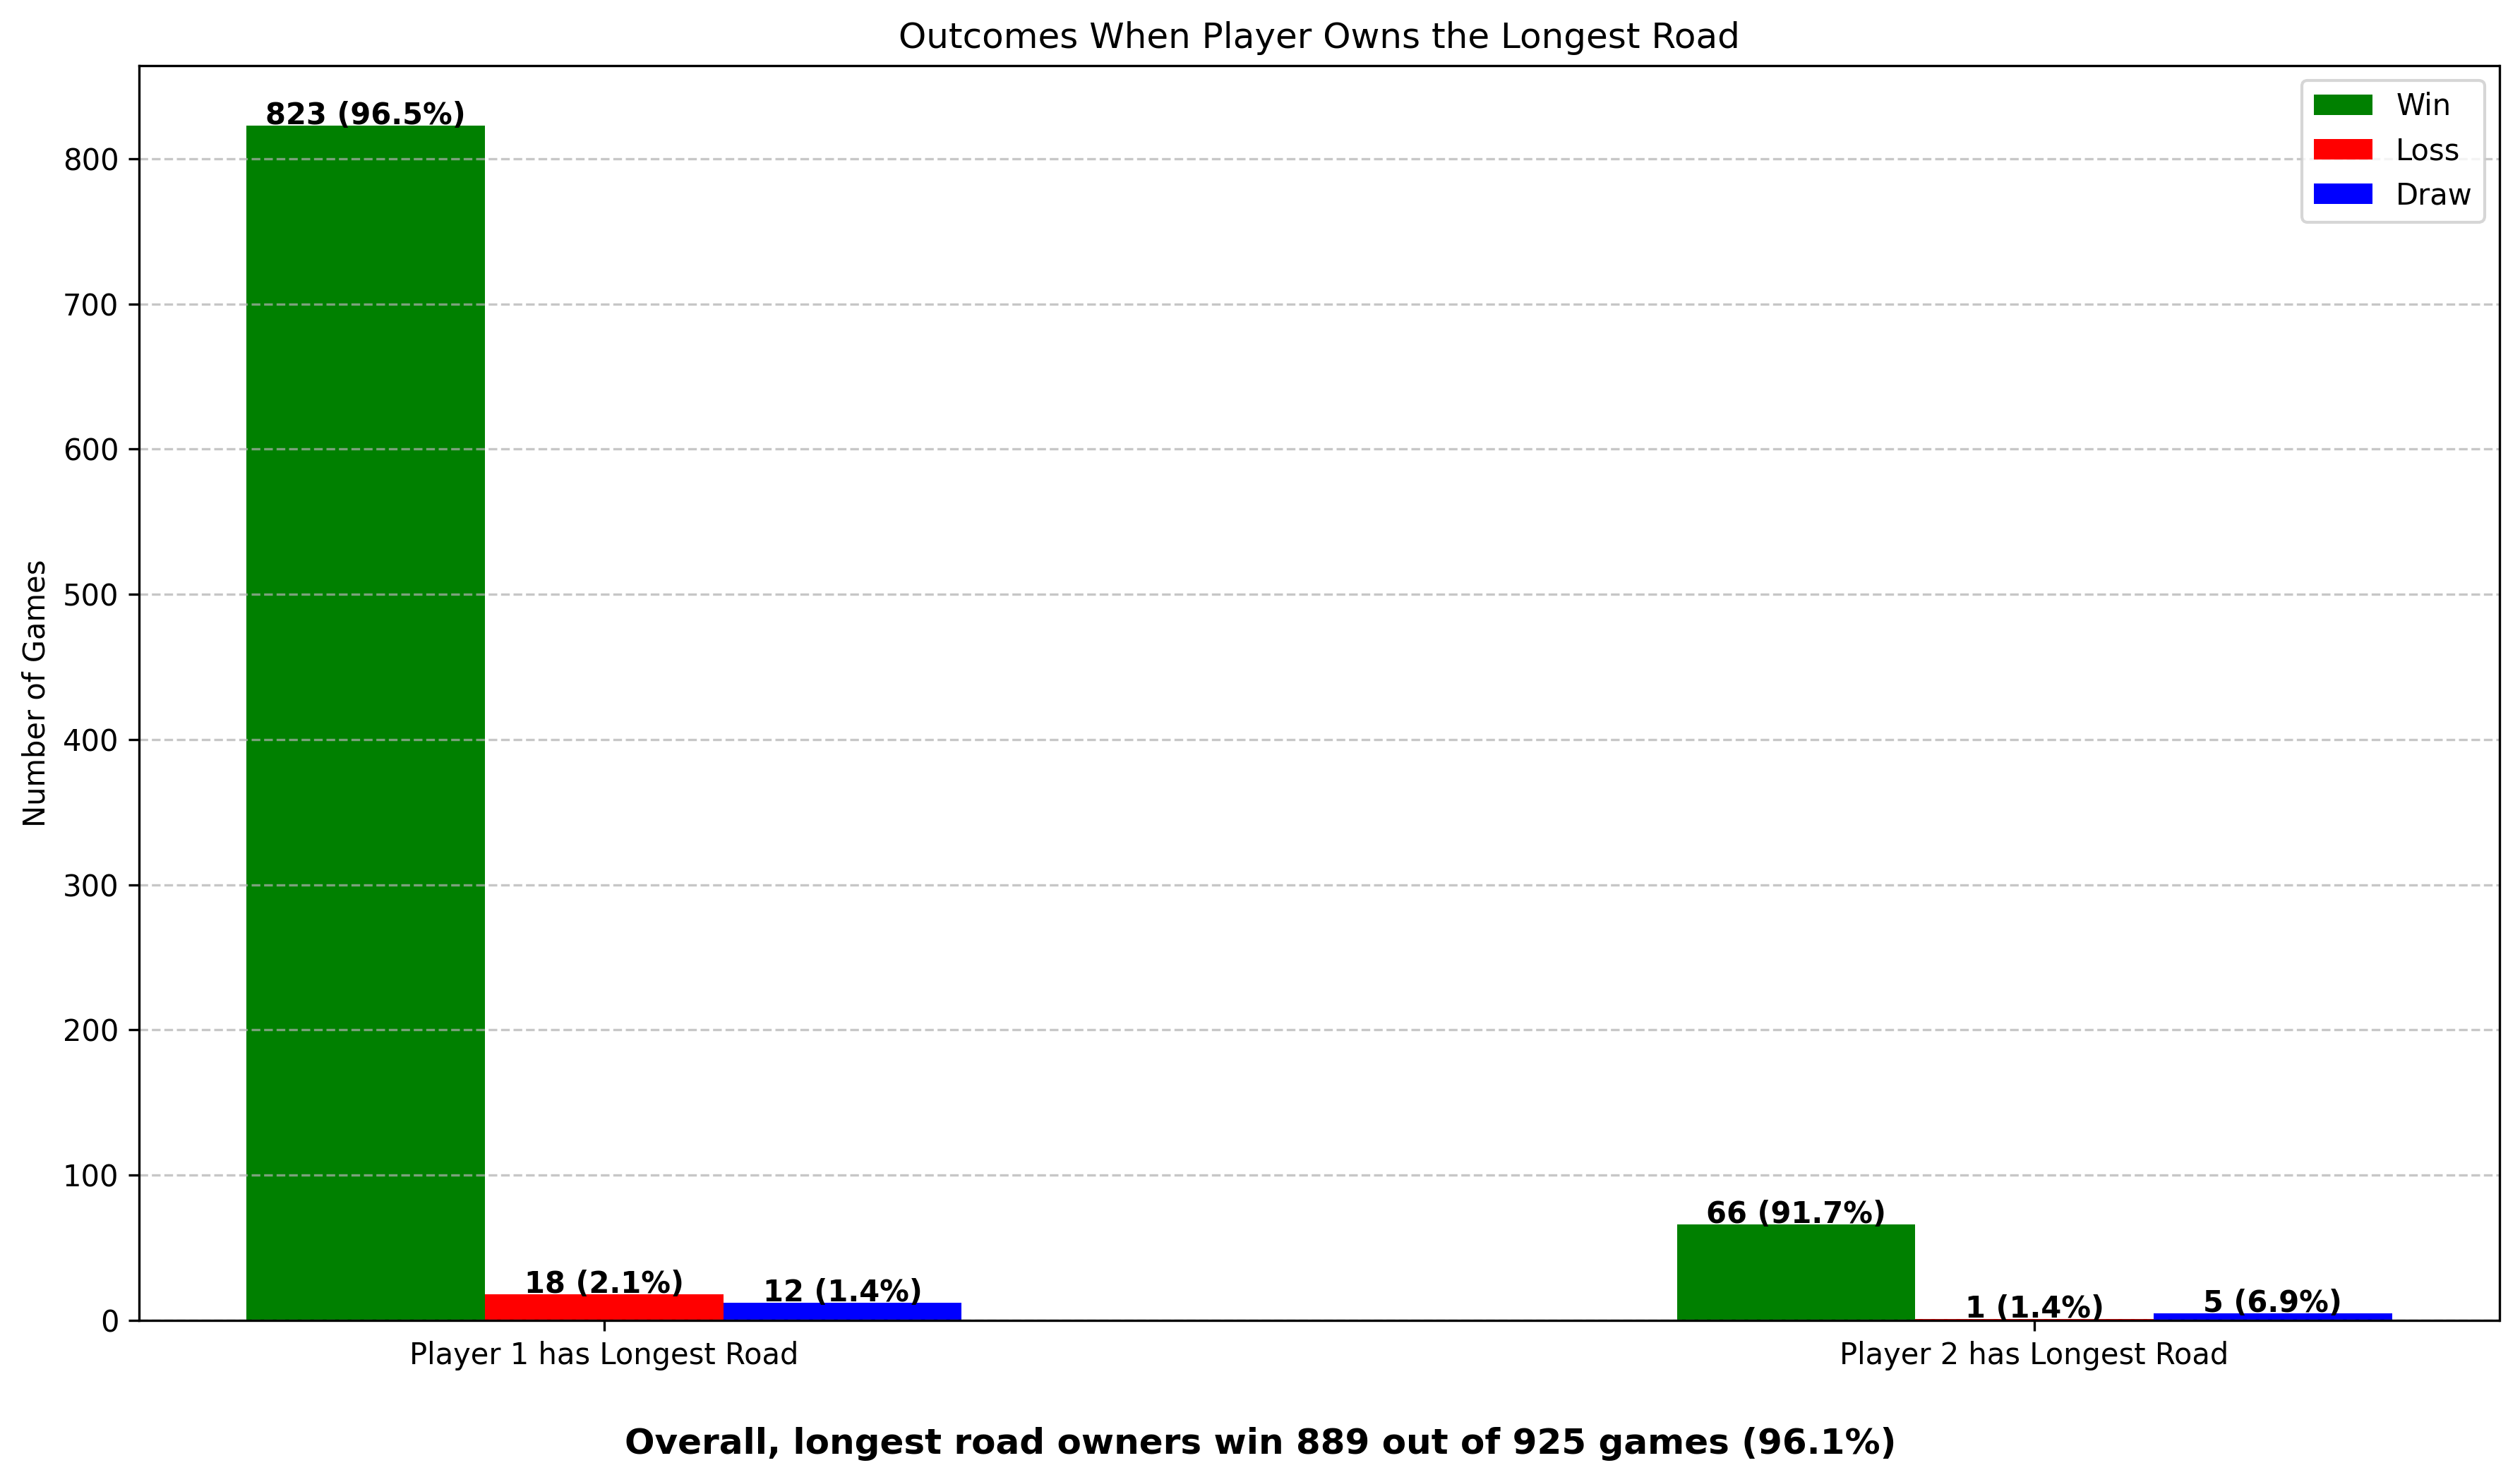 Outcomes When Player Owns the Longest Road
823 (96.5%)
Win
Loss
Draw
800
700
600
500
400
300
200
100
0
Number of Games
18 (2.1%)
12 (1.4%)
66 (91.7%)
1 (1.4%)
5 (6.9%)
Player 1 has Longest Road
Player 2 has Longest Road
Overall, longest road owners win 889 out of 925 games (96.1%)